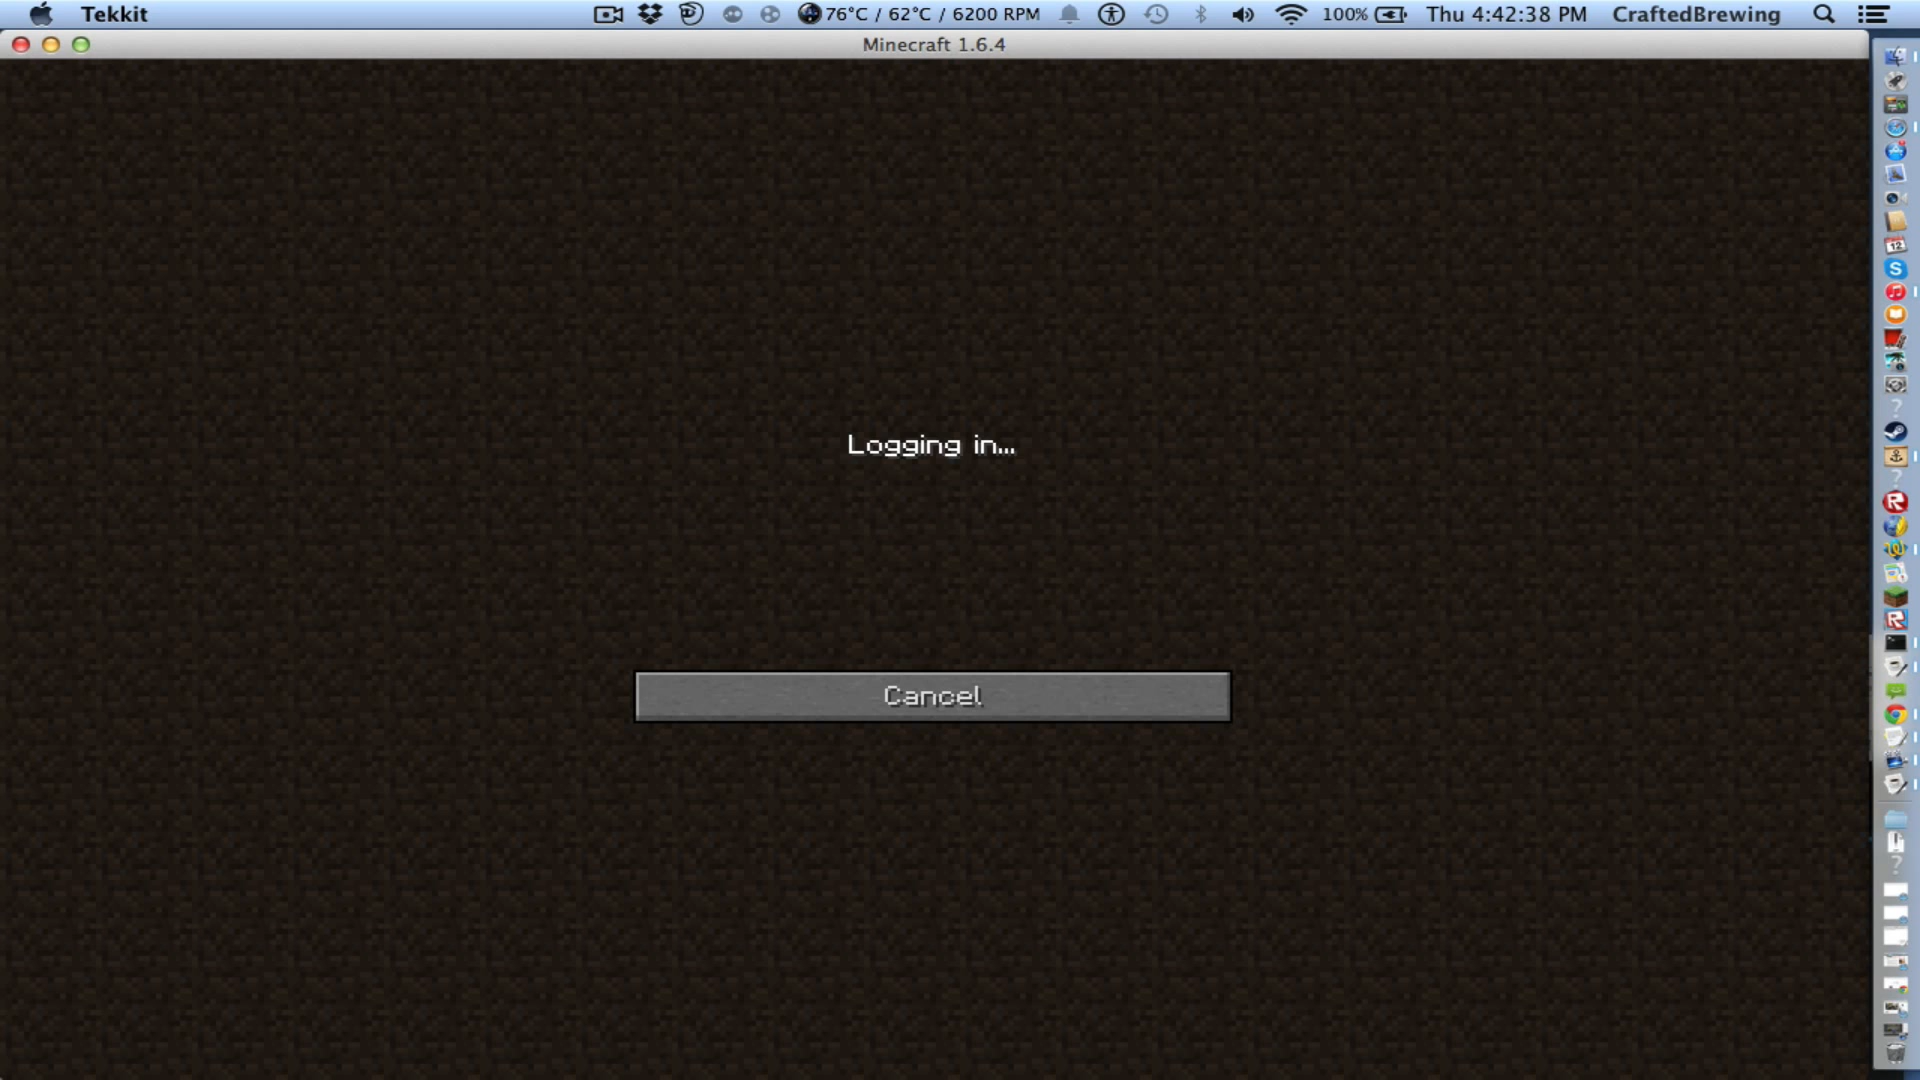 Tekkit 76°C / 62°C / 6200 RPM 100% Thu 4:42:38 PM CraftedBrewing
Minecraft 1.6.4
Logging in...
Cancel